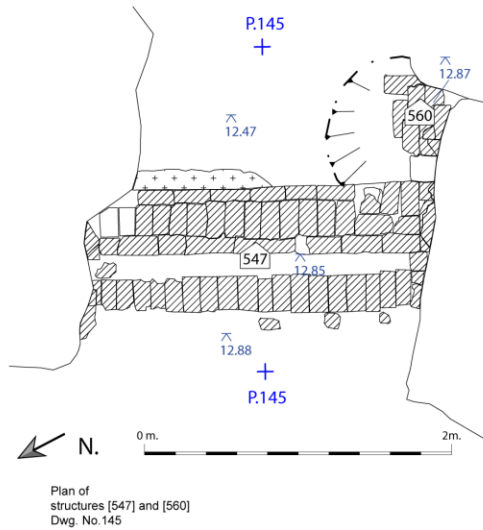 P.145
12.87
560
12.47
547
12.85
12.88
P.145
N.
0 m.
2m.
Plan of
structures [547] and [560]
Dwg. No.145